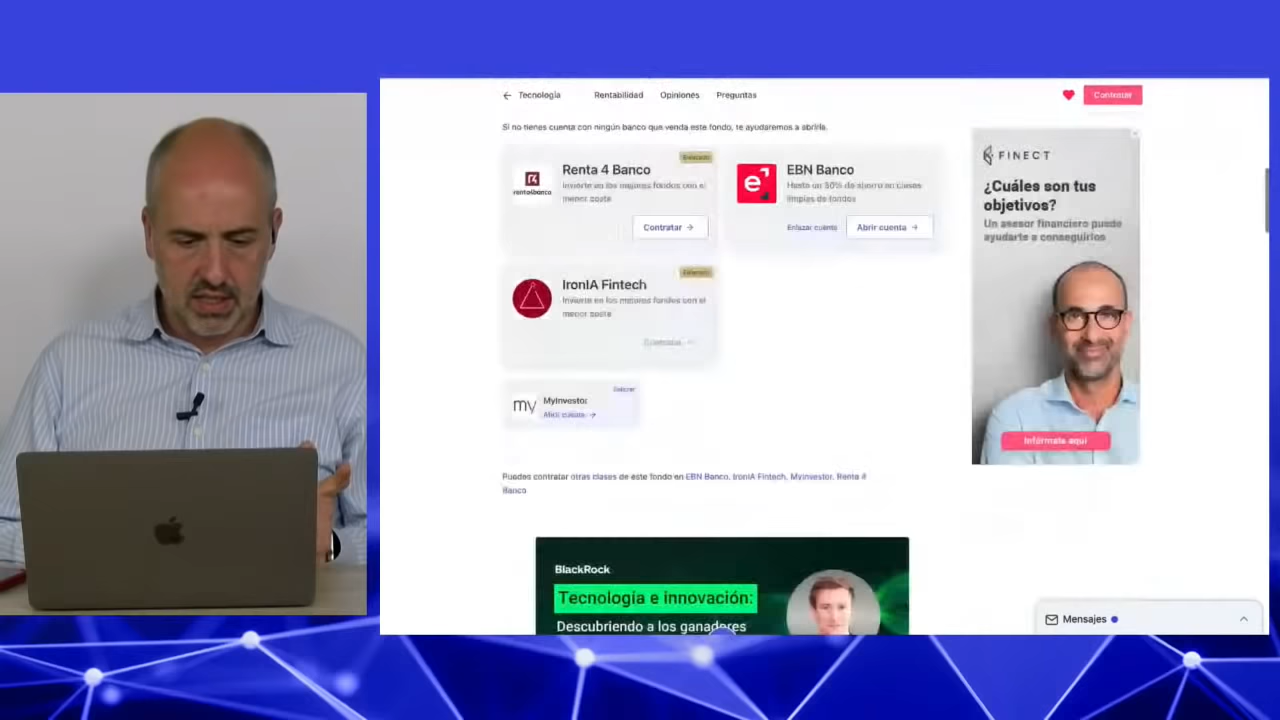 ← Tecnología Rentabilidad Opiniones Preguntas Contratar
Si no tienes cuenta con ningún banco que venda este fondo, te ayudaremos a abrirla.
Renta 4 Banco
Invierte en los mejores fondos con el
menor coste
renta4banco
Contratar →
EBN Banco
Hasta un 50% de ahorro en clases
limpias de fondos
Enlazar cuenta Abrir cuenta →
IronIA Fintech
Invierte en los mejores fondos con el
menor coste
Contratar →
my
MyInvestor
Abrir cuenta →
Puedes contratar otras clases de este fondo en EBN Banco, IronIA Fintech, MyInvestor, Renta 4
Banco
FINECT
¿Cuáles son tus
objetivos?
Un asesor financiero puede
ayudarte a conseguirlos
Infórmate aquí
BlackRock
Tecnología e innovación:
Descubriendo a los ganadores
Mensajes